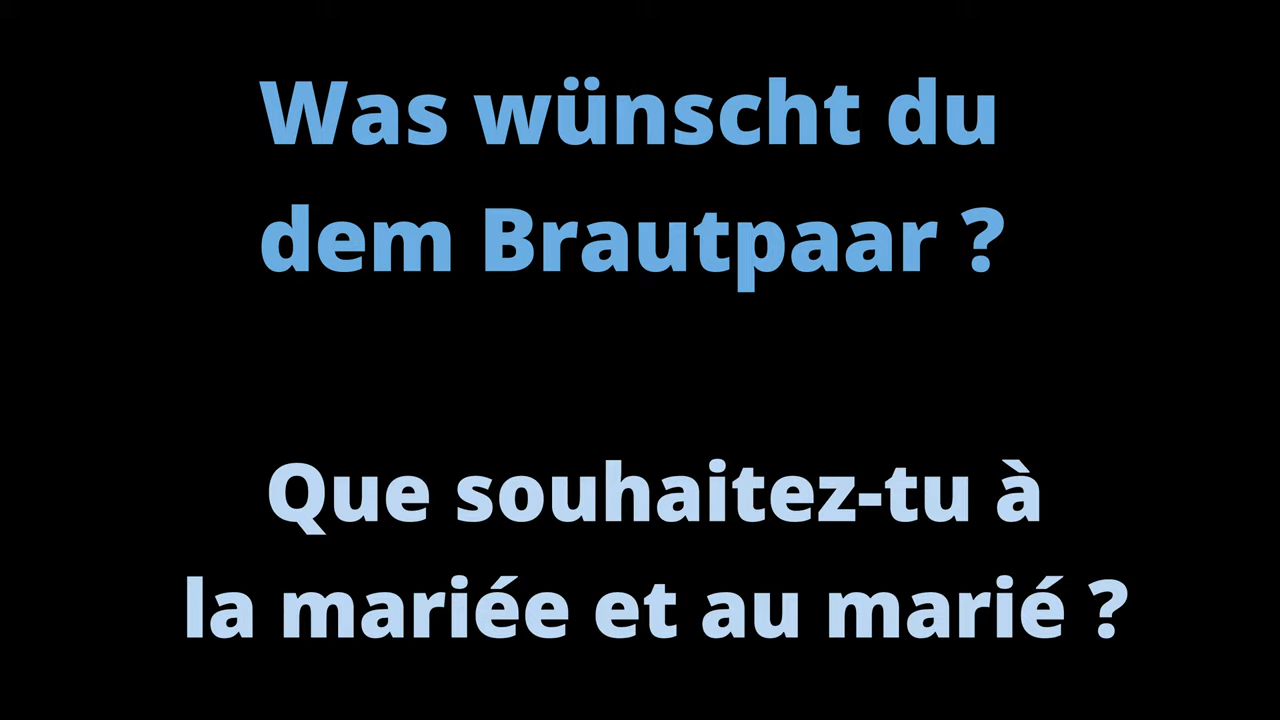 Was wünscht du
dem Brautpaar ?
Que souhaitez-tu à
la mariée et au marié ?